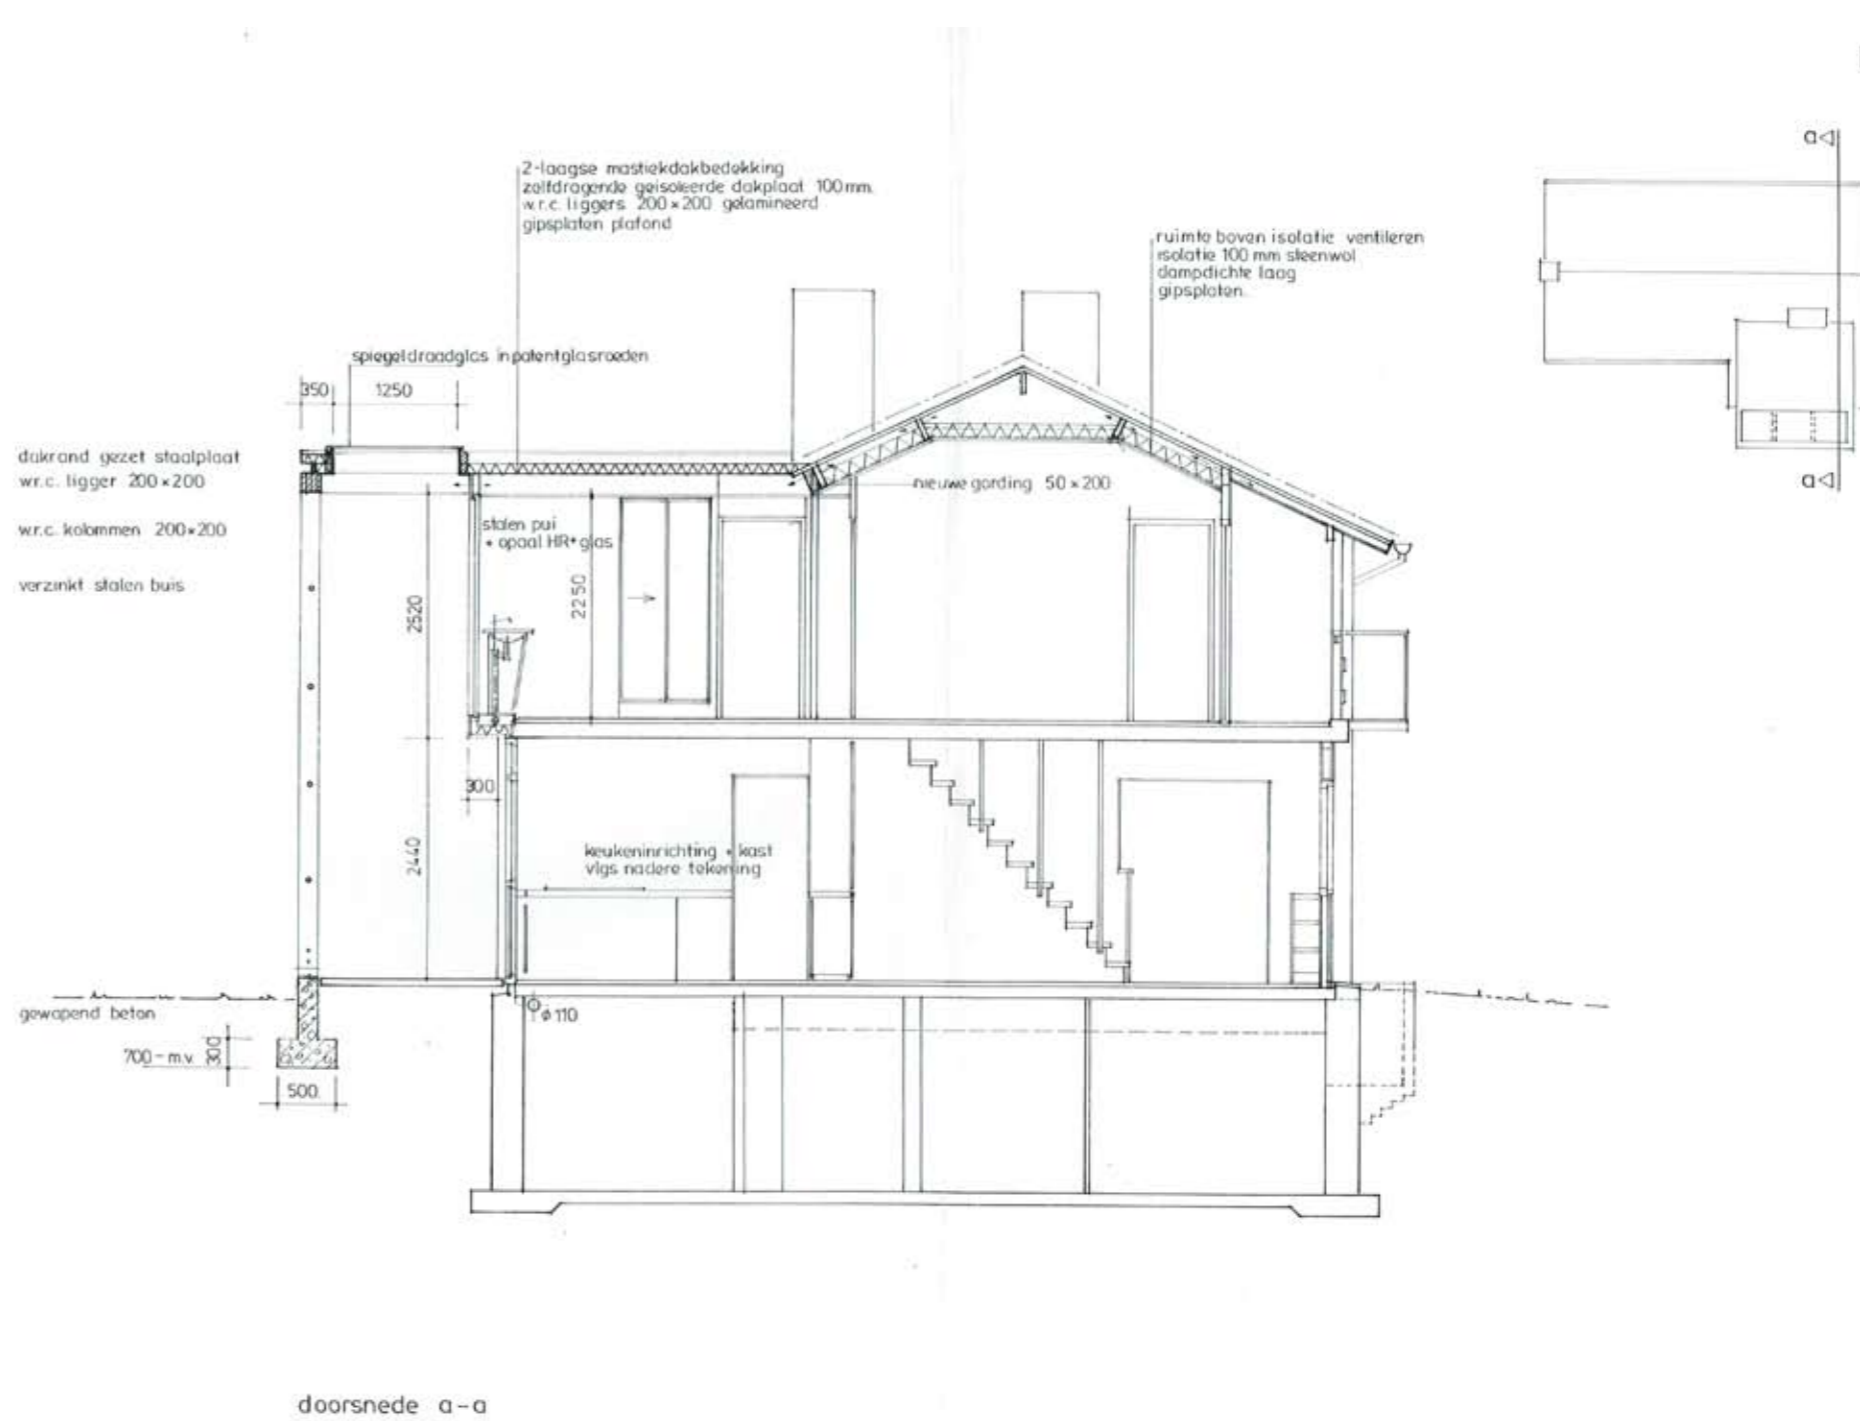 2-laagse mastiekdakbedekking
zelfdragende geisoleerde dakplaat 100 mm.
w.r.c. liggers 200×200 gelamineerd
gipsplaten plafond
ruimte boven isolatie ventileren
isolatie 100 mm steenwol
dampdichte laag
gipsplaten.
a
spiegeldraadglas in patentglasroeden
350
1250
dakrand gezet staalplaat
w.r.c. ligger 200×200
w.r.c. kolommen 200×200
verzinkt stalen buis
nieuwe gording 50×200
a
stalen pui
+ opaal HR+glas
2520
2250
300
2440
keukeninrichting + kast
vlgs nadere tekening
gewapend beton
ø 110
700 - m.v.
300
500.
doorsnede a-a